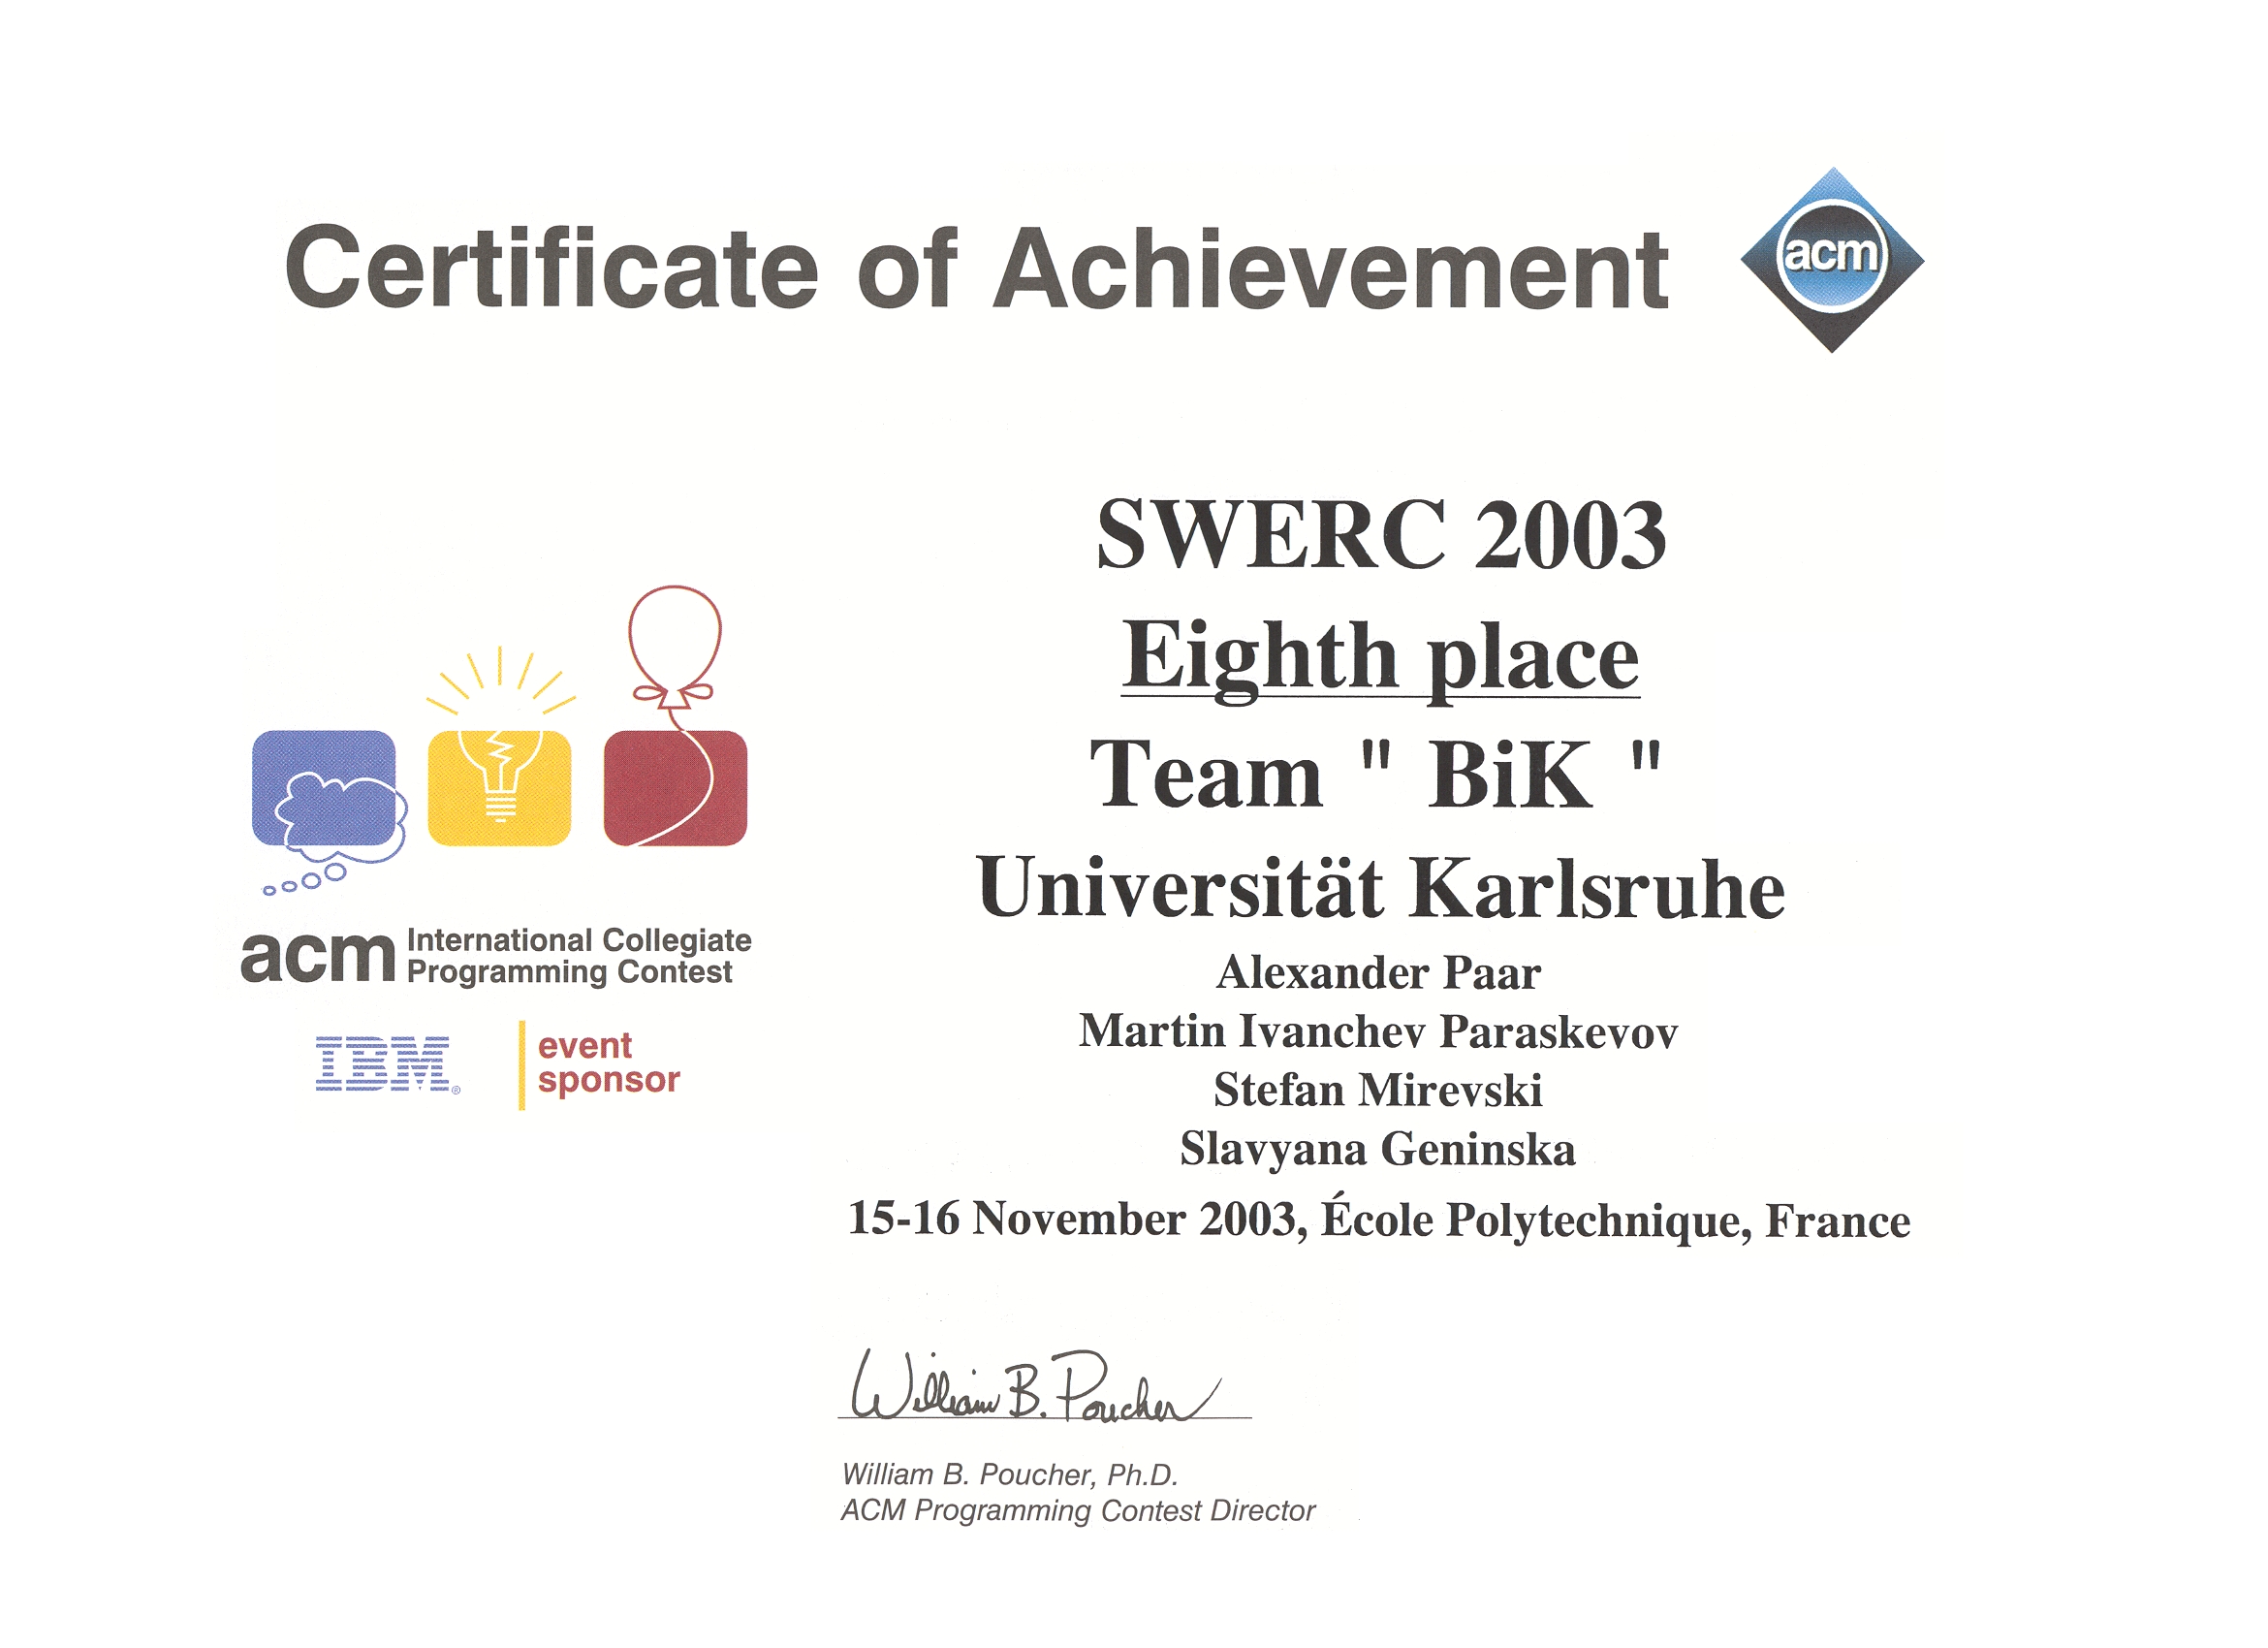 Certificate of Achievement
acm
SWERC 2003
Eighth place
Team " BiK "
Universität Karlsruhe
Alexander Paar
Martin Ivanchev Paraskevov
Stefan Mirevski
Slavyana Geninska
15-16 November 2003, École Polytechnique, France
acm International Collegiate
Programming Contest
IBM® event
sponsor
William B. Poucher
William B. Poucher, Ph.D.
ACM Programming Contest Director